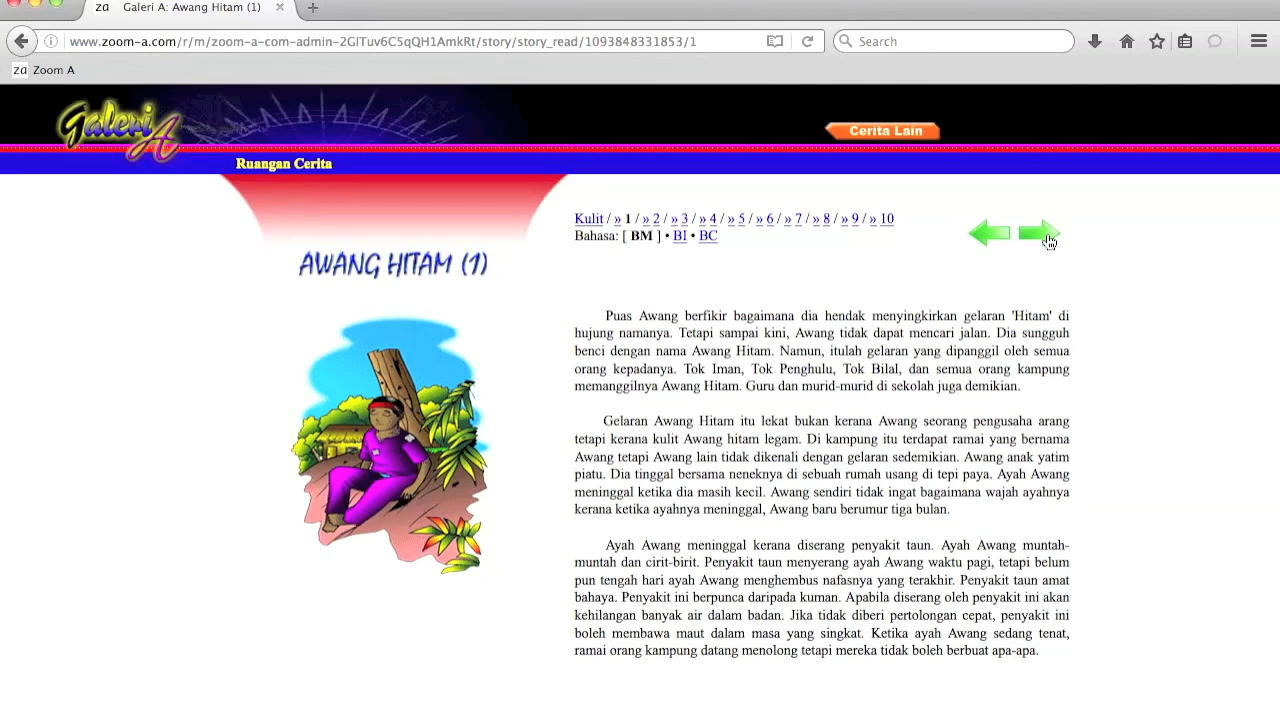 za Galeri A: Awang Hitam (1)
www.zoom-a.com/r/m/zoom-a-com-admin-2GITuv6C5qQH1AmkRt/story/story_read/1093848331853/1
Search
za Zoom A
Galeri A
Cerita Lain
Ruangan Cerita
Kulit / » 1 / » 2 / » 3 / » 4 / » 5 / » 6 / » 7 / » 8 / » 9 / » 10
Bahasa: [ BM ] • BI • BC
AWANG HITAM (1)
Puas Awang berfikir bagaimana dia hendak menyingkirkan gelaran 'Hitam' di
hujung namanya. Tetapi sampai kini, Awang tidak dapat mencari jalan. Dia sungguh
benci dengan nama Awang Hitam. Namun, itulah gelaran yang dipanggil oleh semua
orang kepadanya. Tok Iman, Tok Penghulu, Tok Bilal, dan semua orang kampung
memanggilnya Awang Hitam. Guru dan murid-murid di sekolah juga demikian.
Gelaran Awang Hitam itu lekat bukan kerana Awang seorang pengusaha arang
tetapi kerana kulit Awang hitam legam. Di kampung itu terdapat ramai yang bernama
Awang tetapi Awang lain tidak dikenali dengan gelaran sedemikian. Awang anak yatim
piatu. Dia tinggal bersama neneknya di sebuah rumah usang di tepi paya. Ayah Awang
meninggal ketika dia masih kecil. Awang sendiri tidak ingat bagaimana wajah ayahnya
kerana ketika ayahnya meninggal, Awang baru berumur tiga bulan.
Ayah Awang meninggal kerana diserang penyakit taun. Ayah Awang muntah-
muntah dan cirit-birit. Penyakit taun menyerang ayah Awang waktu pagi, tetapi belum
pun tengah hari ayah Awang menghembus nafasnya yang terakhir. Penyakit taun amat
bahaya. Penyakit ini berpunca daripada kuman. Apabila diserang oleh penyakit ini akan
kehilangan banyak air dalam badan. Jika tidak diberi pertolongan cepat, penyakit ini
boleh membawa maut dalam masa yang singkat. Ketika ayah Awang sedang tenat,
ramai orang kampung datang menolong tetapi mereka tidak boleh berbuat apa-apa.